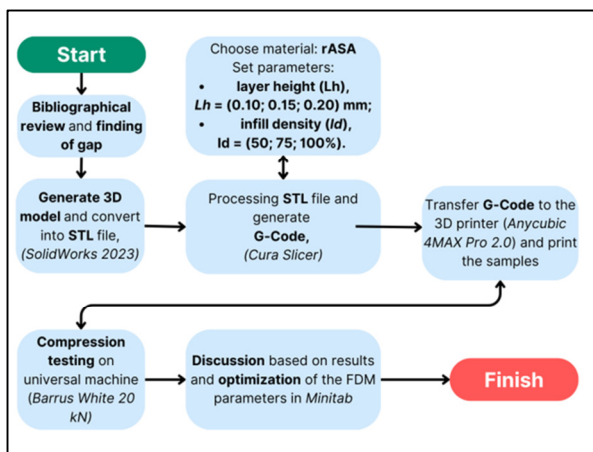 Start
Bibliographical
review and finding
of gap
Generate 3D
model and convert
into STL file,
(SolidWorks 2023)
Choose material: rASA
Set parameters:
• layer height (Lh),
Lh = (0.10; 0.15; 0.20) mm;
• infill density (Id),
Id = (50; 75; 100%).
Processing STL file and
generate
G-Code,
(Cura Slicer)
Transfer G-Code to the
3D printer (Anycubic
4MAX Pro 2.0) and print
the samples
Compression
testing on
universal machine
(Barrus White 20
kN)
Discussion based on results
and optimization of the FDM
parameters in Minitab
Finish